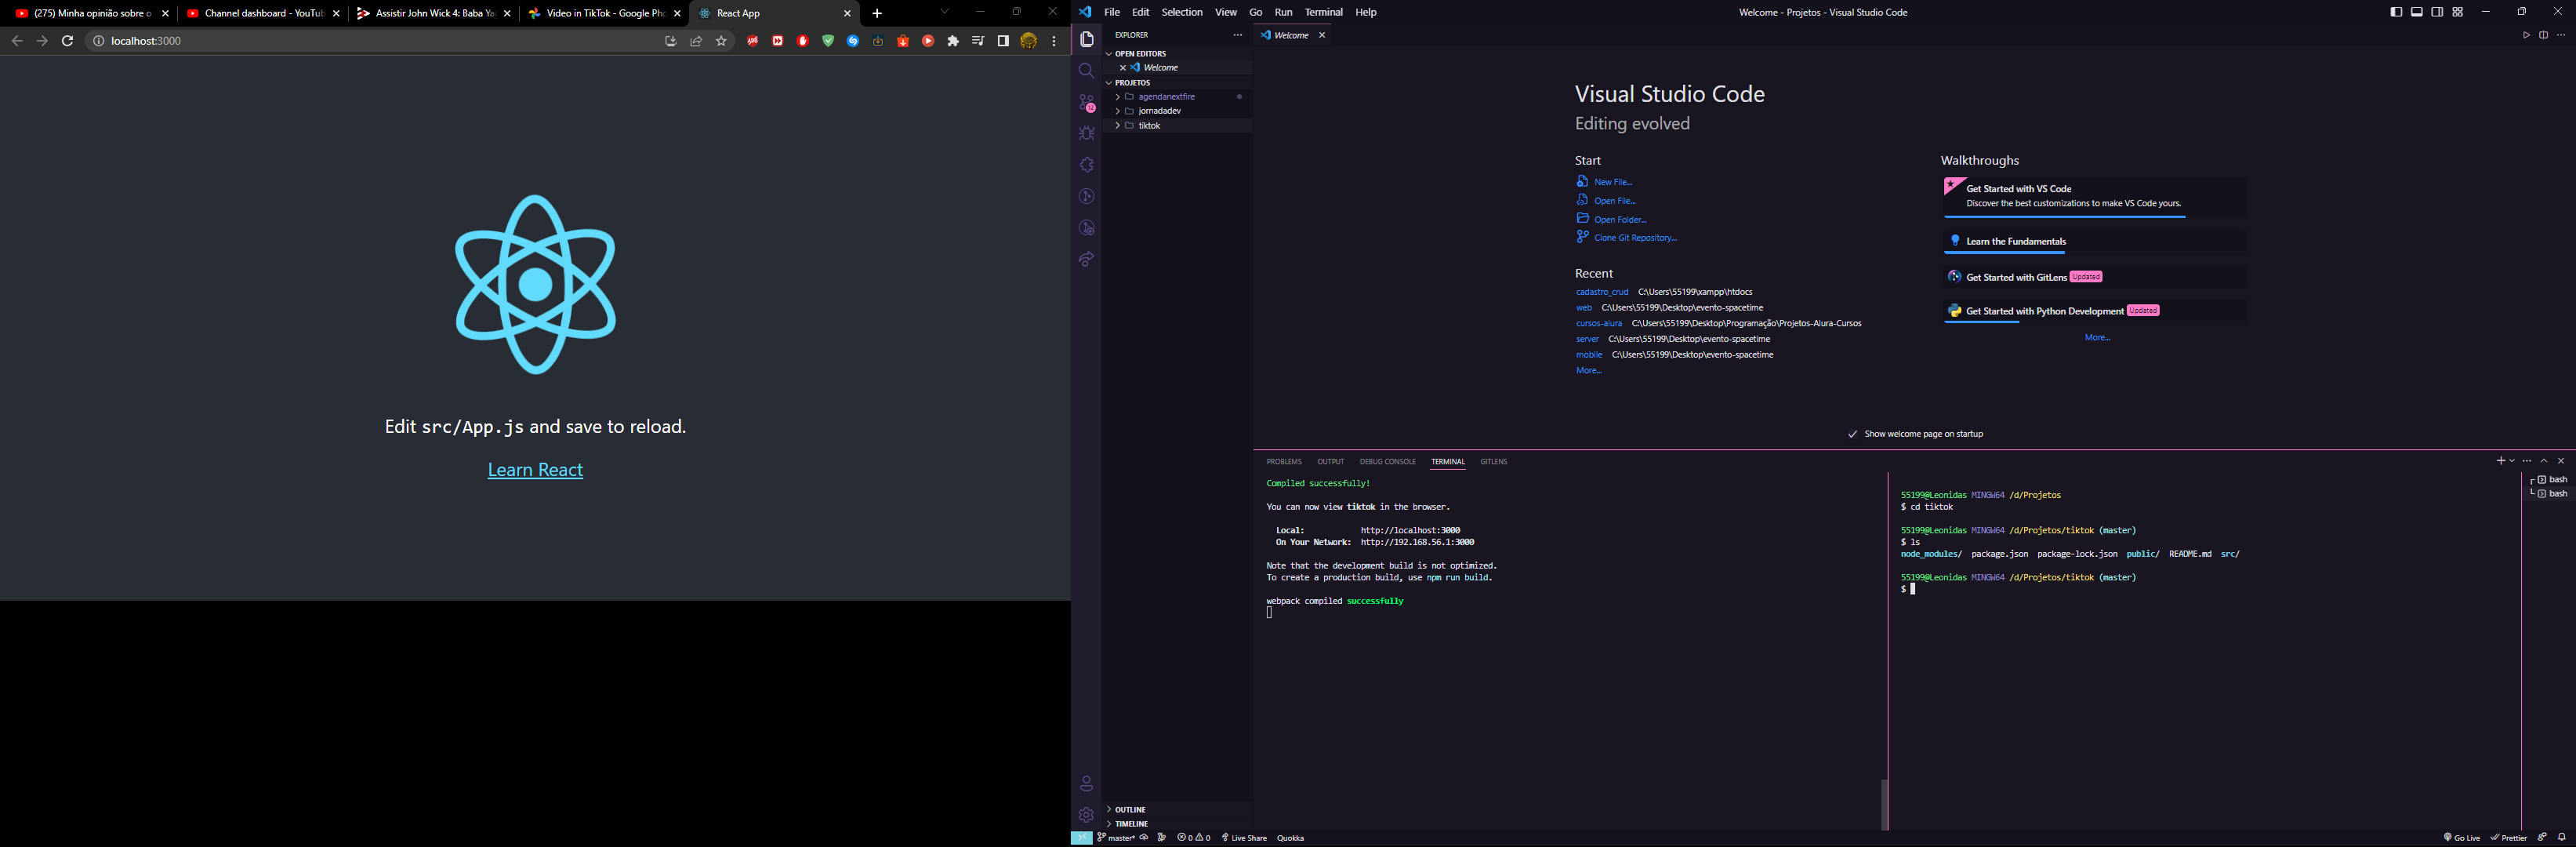 (275) Minha opinião sobre o
Channel dashboard - YouTub
Assistir John Wick 4: Baba Ya
Video in TikTok - Google Pho
React App
localhost:3000
Edit src/App.js and save to reload.
Learn React
File Edit Selection View Go Run Terminal Help
Welcome - Projetos - Visual Studio Code
EXPLORER
OPEN EDITORS
Welcome
PROJETOS
agendanextfire
jornadadev
tiktok
OUTLINE
TIMELINE
Welcome
Visual Studio Code
Editing evolved
Start
New File...
Open File...
Open Folder...
Clone Git Repository...
Recent
cadastro_crud C:\Users\55199\xampp\htdocs
web C:\Users\55199\Desktop\evento-spacetime
cursos-alura C:\Users\55199\Desktop\Programação\Projetos-Alura-Cursos
server C:\Users\55199\Desktop\evento-spacetime
mobile C:\Users\55199\Desktop\evento-spacetime
More...
Walkthroughs
Get Started with VS Code
Discover the best customizations to make VS Code yours.
Learn the Fundamentals
Get Started with GitLens Updated
Get Started with Python Development Updated
More...
Show welcome page on startup
PROBLEMS OUTPUT DEBUG CONSOLE TERMINAL GITLENS
Compiled successfully!
You can now view tiktok in the browser.
Local: http://localhost:3000
On Your Network: http://192.168.56.1:3000
Note that the development build is not optimized.
To create a production build, use npm run build.
webpack compiled successfully
55199@Leonidas MINGW64 /d/Projetos
$ cd tiktok
55199@Leonidas MINGW64 /d/Projetos/tiktok (master)
$ ls
node_modules/ package.json package-lock.json public/ README.md src/
55199@Leonidas MINGW64 /d/Projetos/tiktok (master)
$
bash
bash
master* 0 0 Live Share Quokka
Go Live Prettier